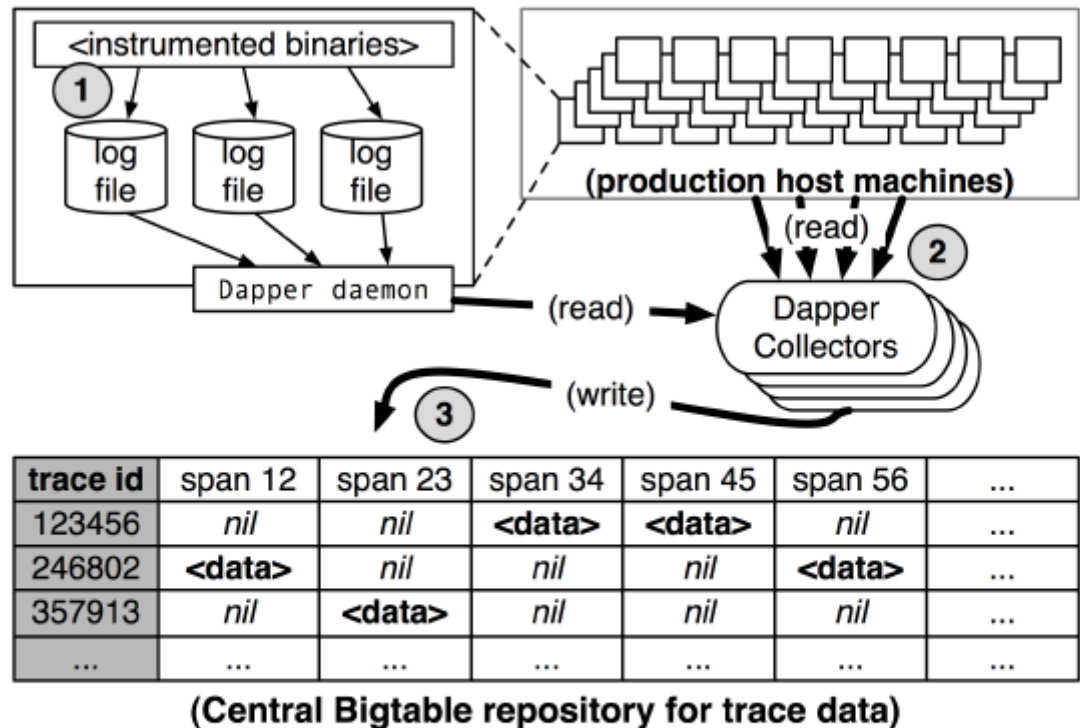 <instrumented binaries>
1
log
file
log
file
log
file
Dapper daemon
(production host machines)
(read)
2
(read)
Dapper
Collectors
(write)
3
trace id span 12 span 23 span 34 span 45 span 56 ...
123456 nil nil <data> <data> nil ...
246802 <data> nil nil nil <data> ...
357913 nil <data> nil nil nil ...
... ... ... ... ... ... ...
(Central Bigtable repository for trace data)